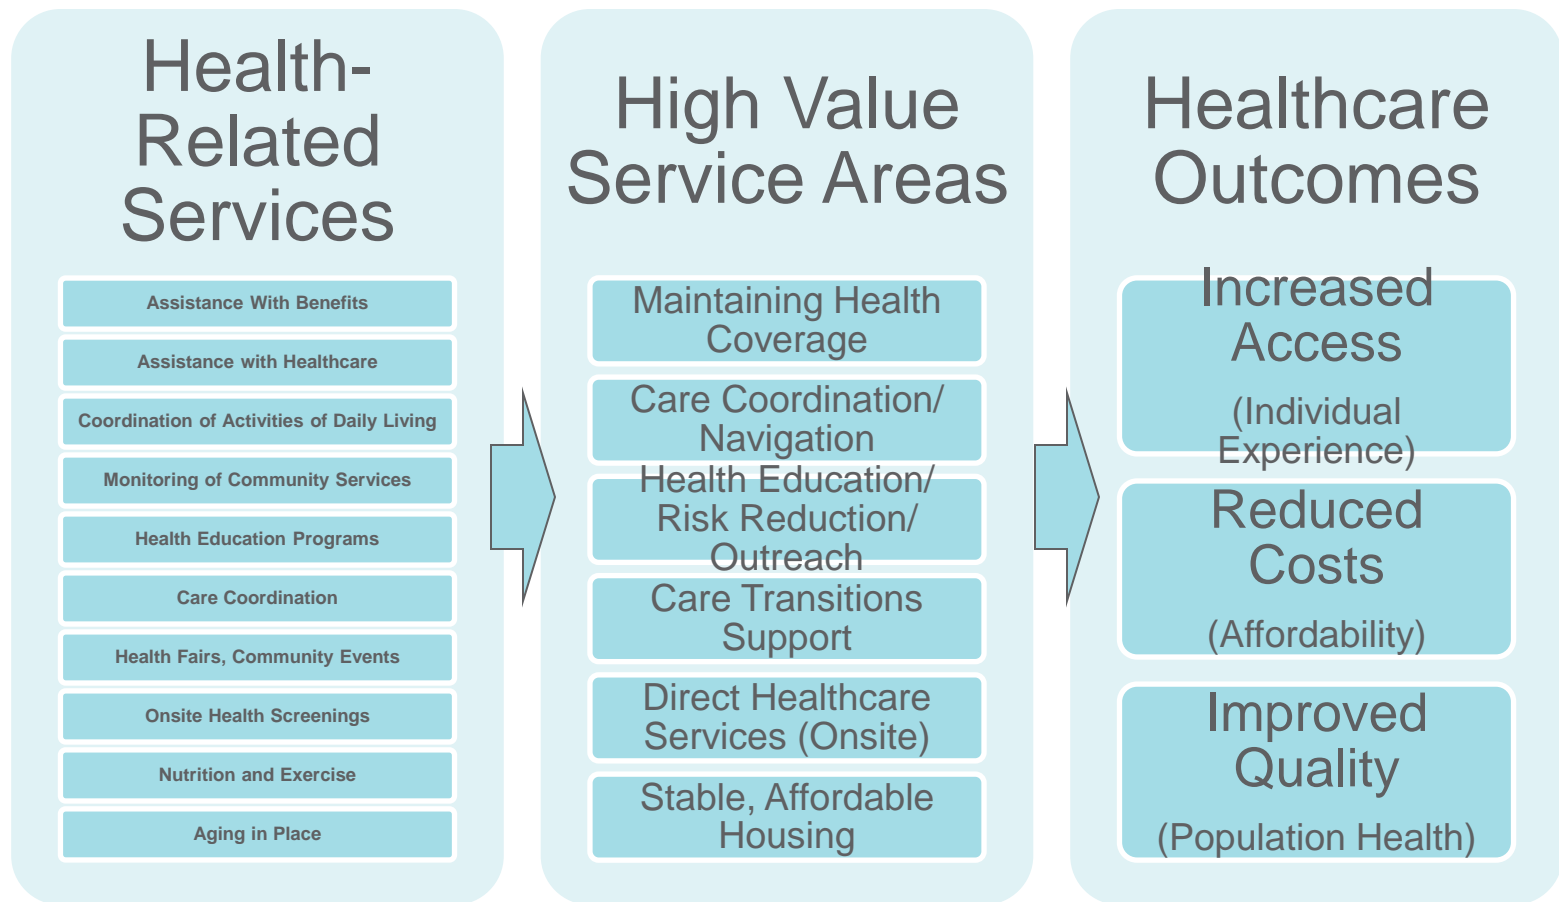 Health-
Related
Services
Assistance With Benefits
Assistance with Healthcare
Coordination of Activities of Daily Living
Monitoring of Community Services
Health Education Programs
Care Coordination
Health Fairs, Community Events
Onsite Health Screenings
Nutrition and Exercise
Aging in Place
High Value
Service Areas
Maintaining Health
Coverage
Care Coordination/
Navigation
Health Education/
Risk Reduction/
Outreach
Care Transitions
Support
Direct Healthcare
Services (Onsite)
Stable, Affordable
Housing
Healthcare
Outcomes
Increased
Access
(Individual
Experience)
Reduced
Costs
(Affordability)
Improved
Quality
(Population Health)